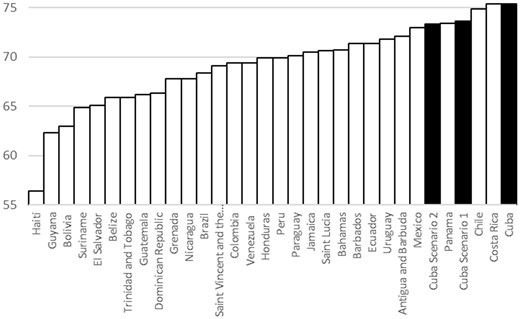 75
70
65
60
55
Haiti
Guyana
Bolivia
Suriname
El Salvador
Belize
Trinidad and Tobago
Guatemala
Dominican Republic
Grenada
Nicaragua
Brazil
Saint Vincent and the...
Colombia
Venezuela
Honduras
Peru
Paraguay
Jamaica
Saint Lucia
Bahamas
Barbados
Ecuador
Uruguay
Antigua and Barbuda
Mexico
Cuba Scenario 2
Panama
Cuba Scenario 1
Chile
Costa Rica
Cuba